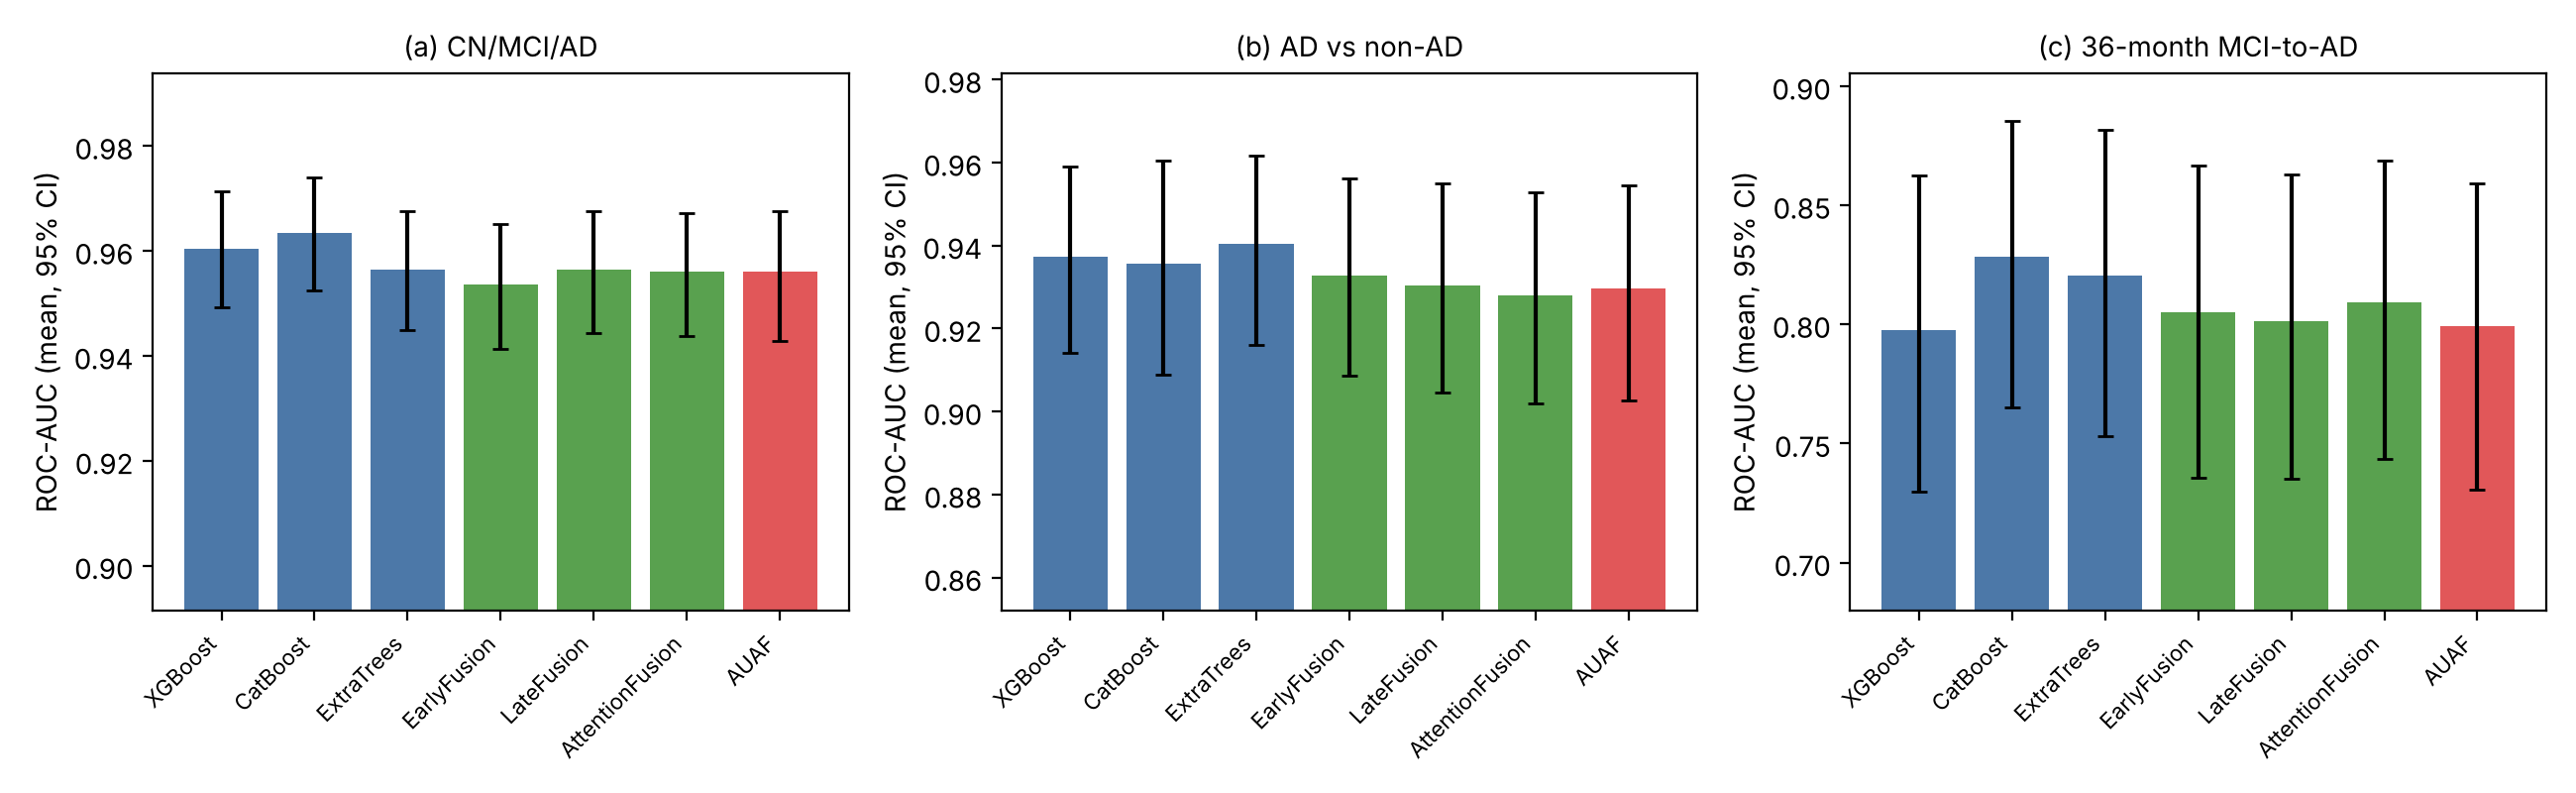 (a) CN/MCI/AD
ROC-AUC (mean, 95% CI)
0.98
0.96
0.94
0.92
0.90
XGBoost
CatBoost
ExtraTrees
EarlyFusion
LateFusion
AttentionFusion
AUAF
(b) AD vs non-AD
ROC-AUC (mean, 95% CI)
0.98
0.96
0.94
0.92
0.90
0.88
0.86
XGBoost
CatBoost
ExtraTrees
EarlyFusion
LateFusion
AttentionFusion
AUAF
(c) 36-month MCI-to-AD
ROC-AUC (mean, 95% CI)
0.90
0.85
0.80
0.75
0.70
XGBoost
CatBoost
ExtraTrees
EarlyFusion
LateFusion
AttentionFusion
AUAF